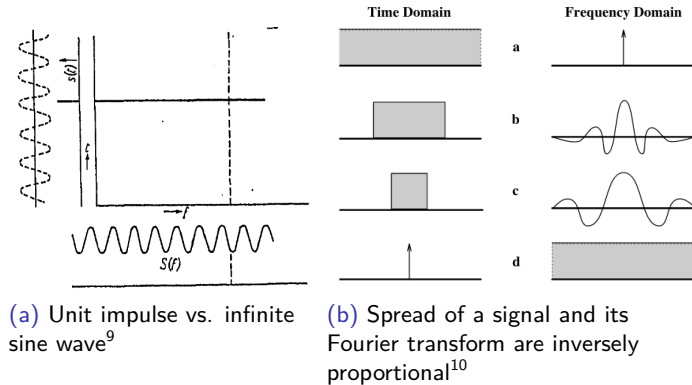 s(t)
t
f
S(f)
Time Domain
Frequency Domain
a
b
c
d
(a) Unit impulse vs. infinite
sine wave9
(b) Spread of a signal and its
Fourier transform are inversely
proportional10